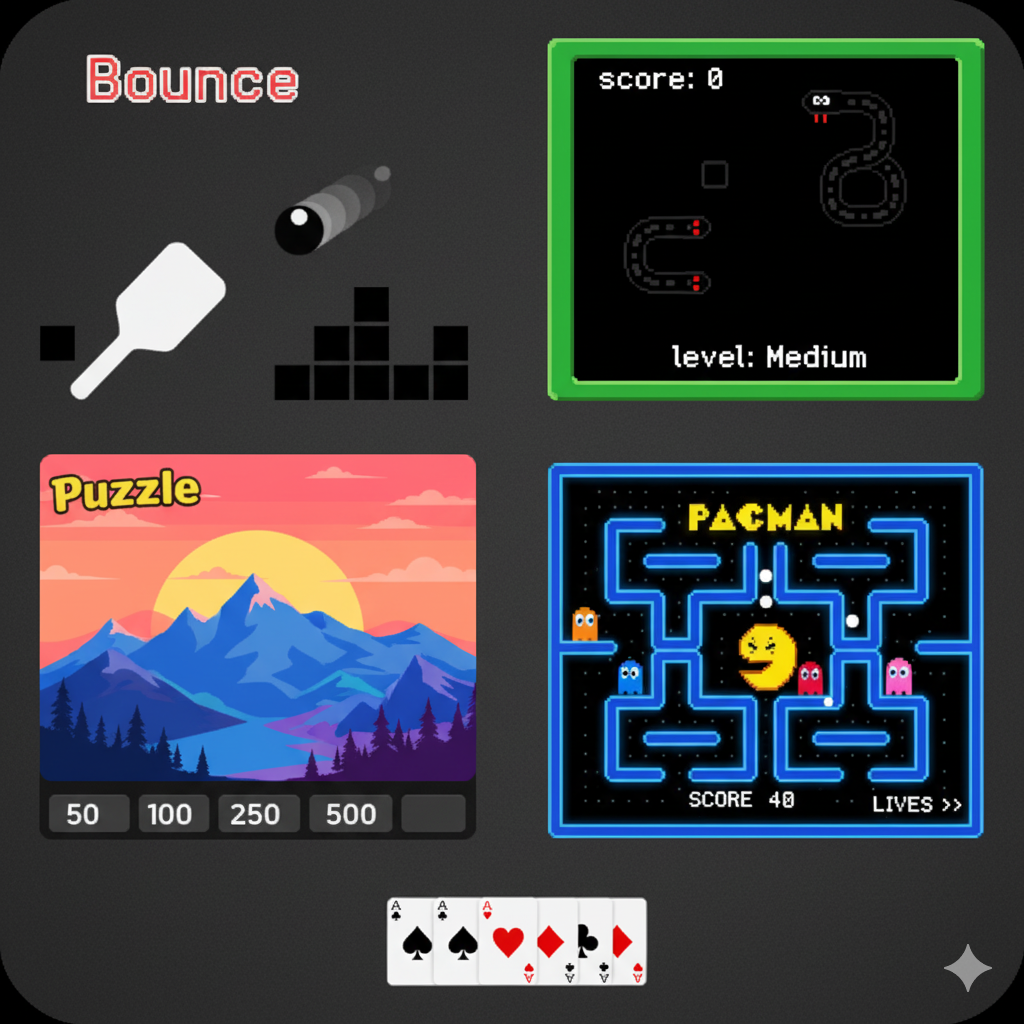 Bounce
score: 0
level: Medium
Puzzle
50 100 250 500
PACMAN
SCORE 40 LIVES >>
A A A
A A A A